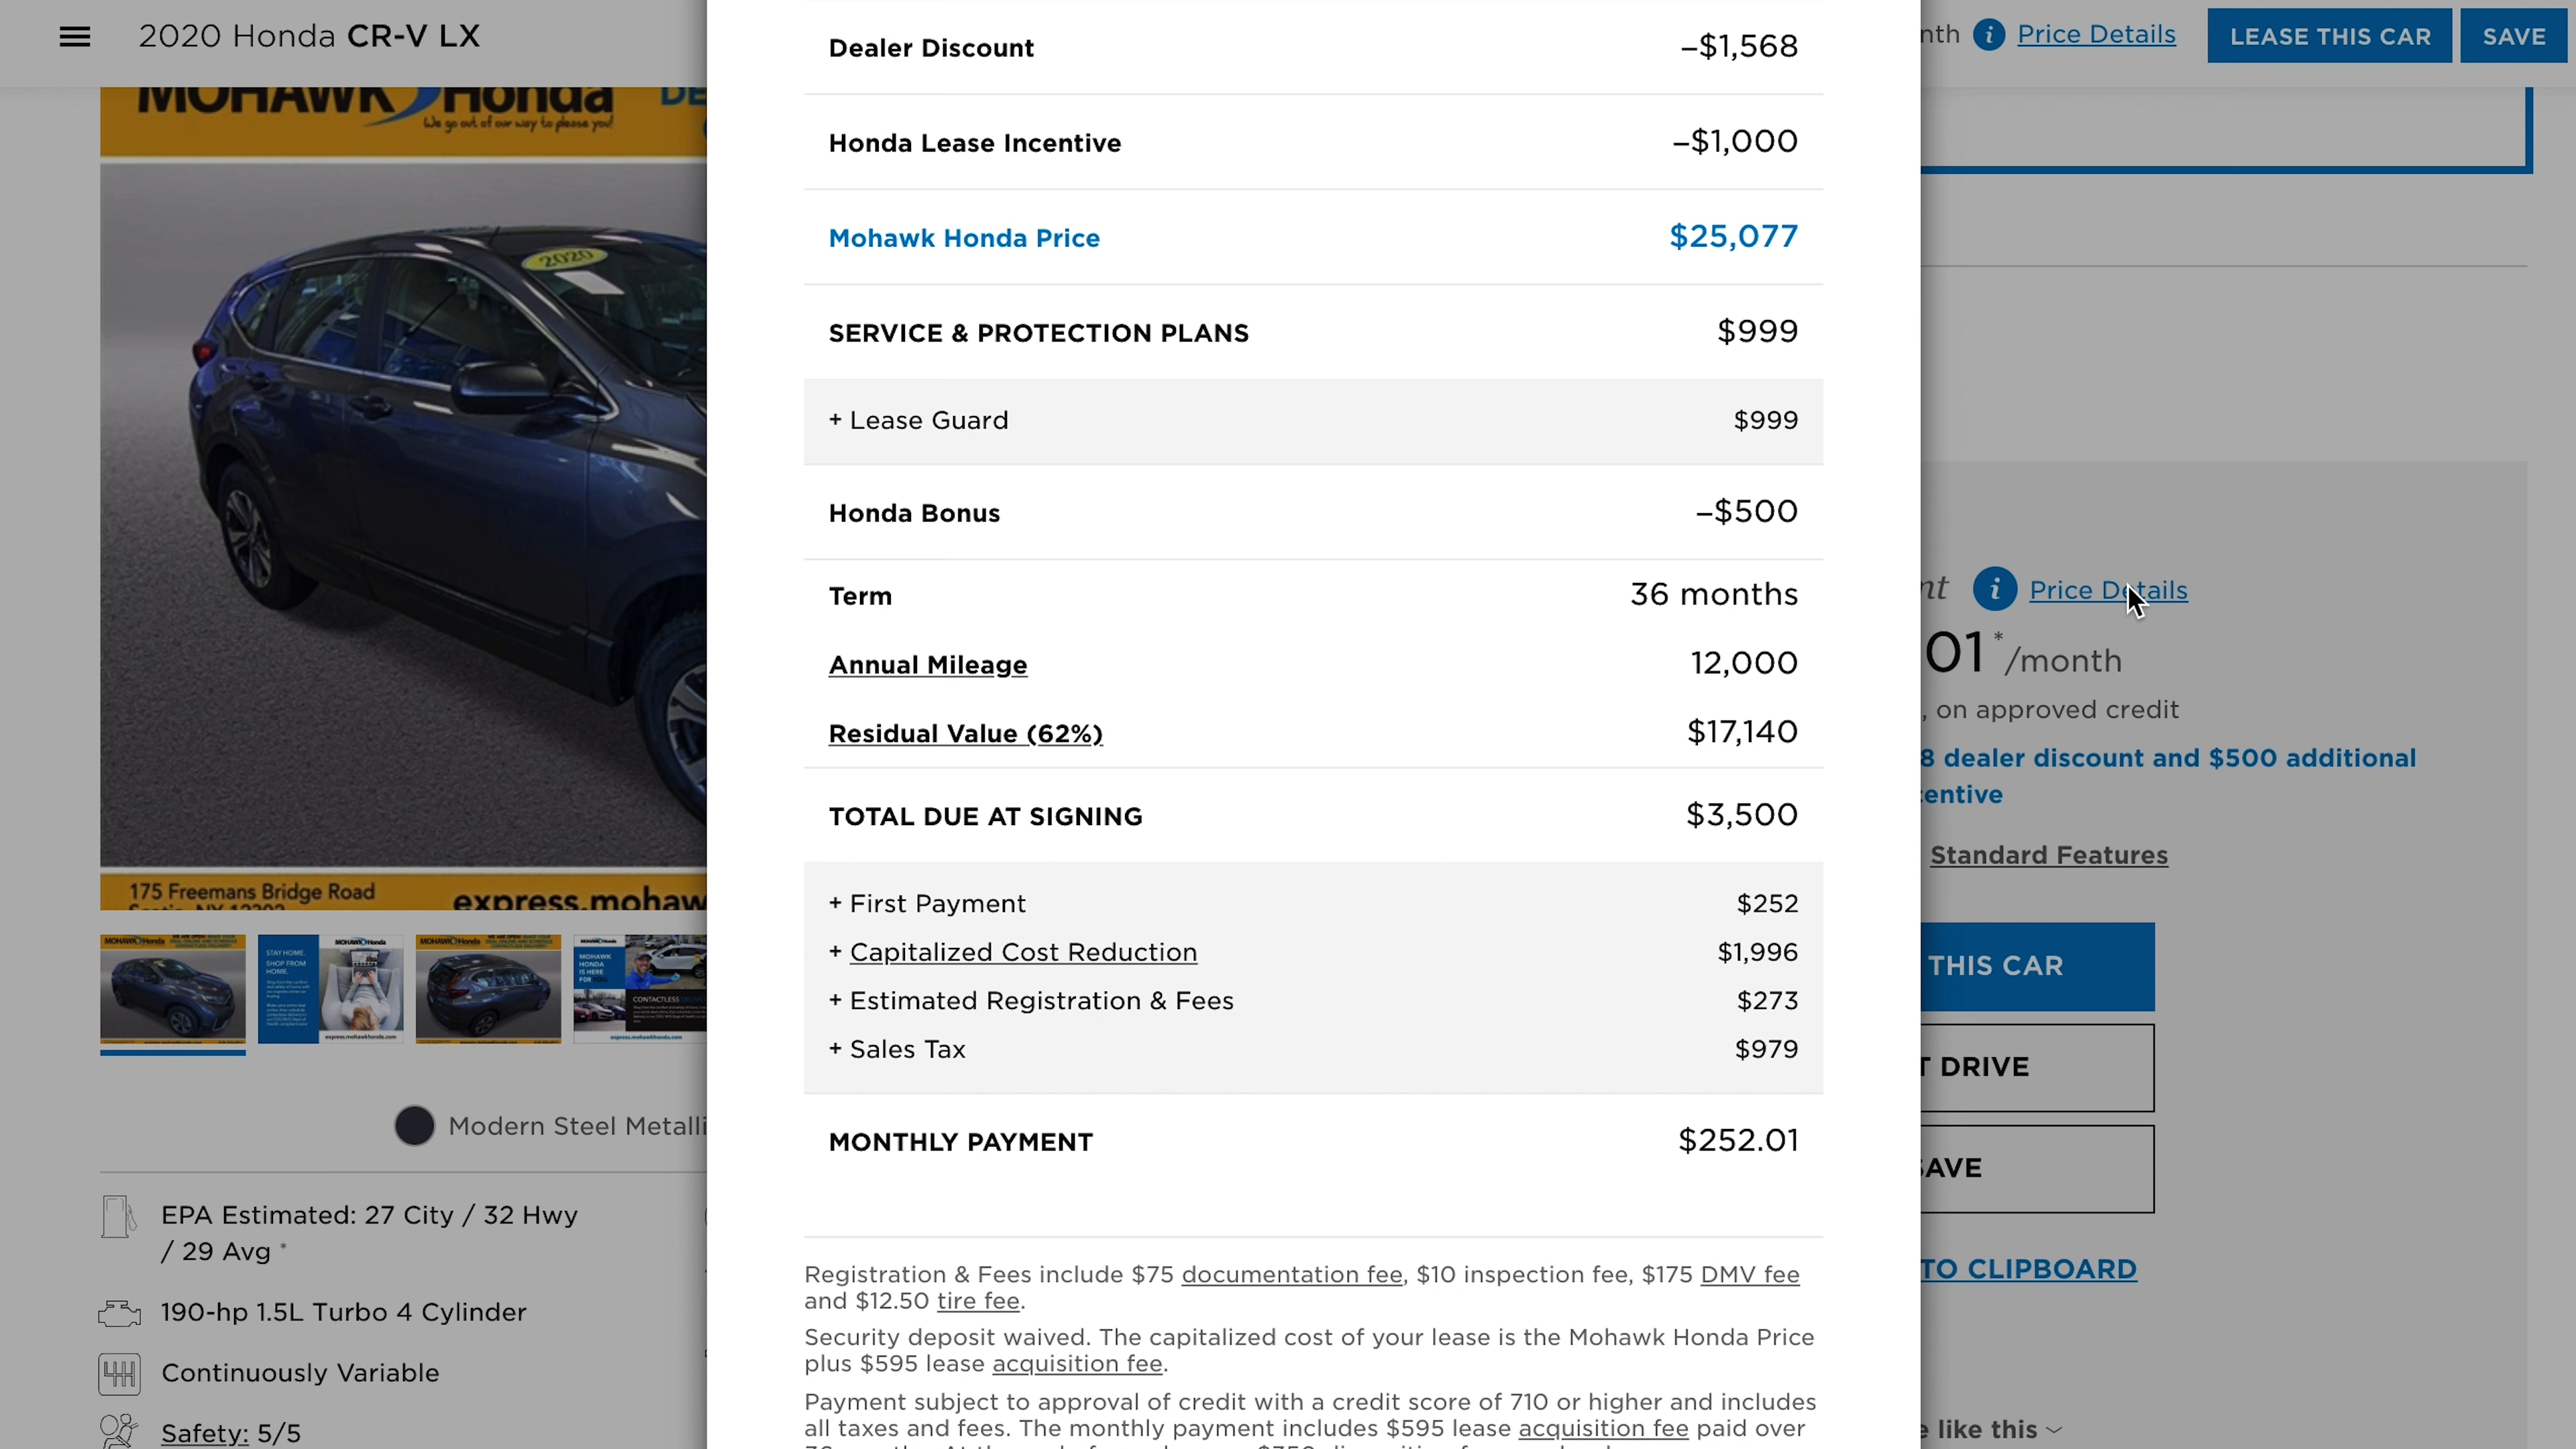 2020 Honda CR-V LX
nth i Price Details
LEASE THIS CAR
SAVE
MOHAWK Honda
We go out of our way to please you!
2020
175 Freemans Bridge Road
Scotia, NY 12302
express.mohaw
Modern Steel Metalli
EPA Estimated: 27 City / 32 Hwy
/ 29 Avg *
190-hp 1.5L Turbo 4 Cylinder
Continuously Variable
Safety: 5/5
Dealer Discount –$1,568
Honda Lease Incentive –$1,000
Mohawk Honda Price $25,077
SERVICE & PROTECTION PLANS $999
+ Lease Guard $999
Honda Bonus –$500
Term 36 months
Annual Mileage 12,000
Residual Value (62%) $17,140
TOTAL DUE AT SIGNING $3,500
+ First Payment $252
+ Capitalized Cost Reduction $1,996
+ Estimated Registration & Fees $273
+ Sales Tax $979
MONTHLY PAYMENT $252.01
Registration & Fees include $75 documentation fee, $10 inspection fee, $175 DMV fee
and $12.50 tire fee.
Security deposit waived. The capitalized cost of your lease is the Mohawk Honda Price
plus $595 lease acquisition fee.
Payment subject to approval of credit with a credit score of 710 or higher and includes
all taxes and fees. The monthly payment includes $595 lease acquisition fee paid over
nt i Price Details
01*/month
, on approved credit
8 dealer discount and $500 additional
centive
Standard Features
THIS CAR
T DRIVE
SAVE
TO CLIPBOARD
e like this